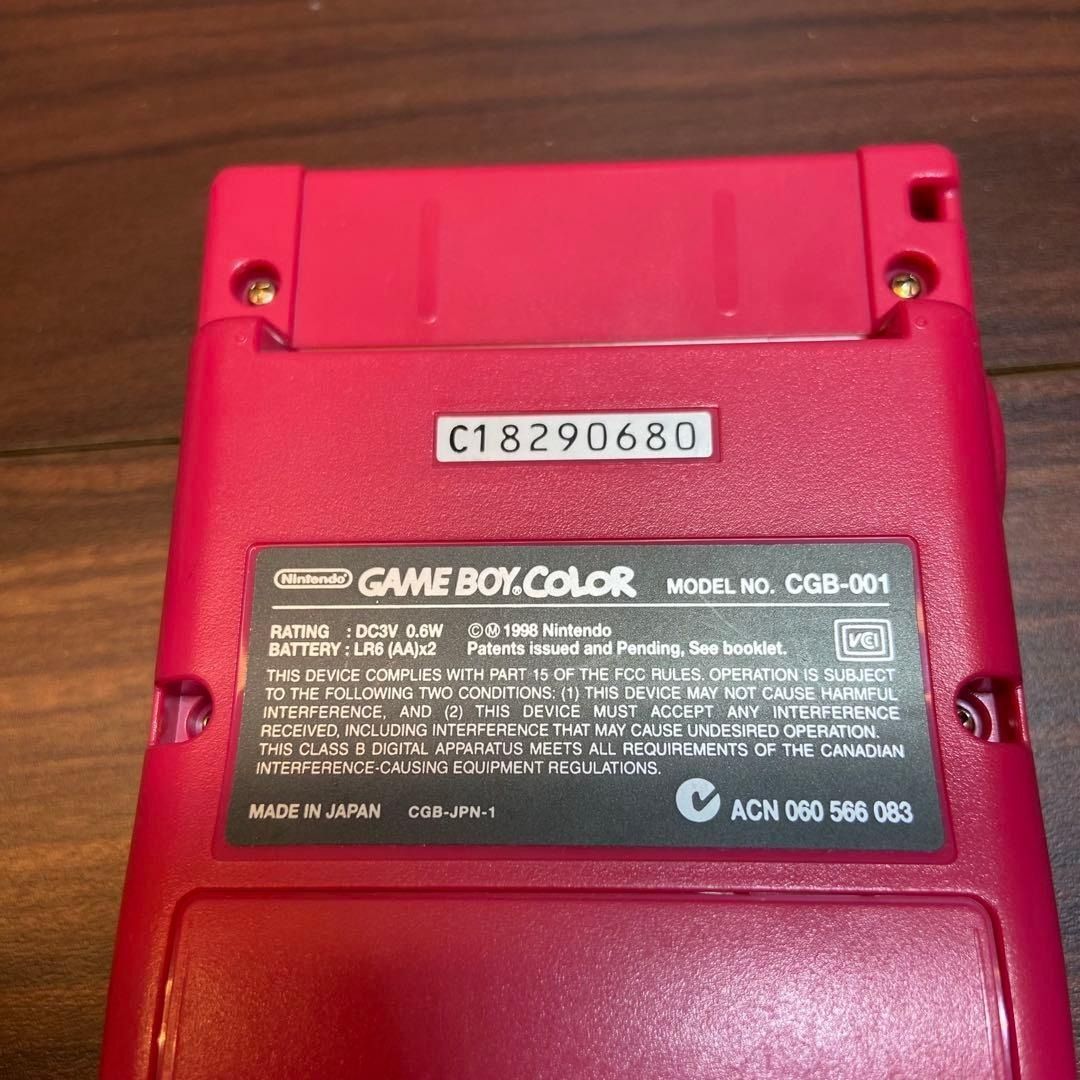 C18290680
Nintendo GAME BOY COLOR MODEL NO. CGB-001
RATING : DC3V 0.6W ©Ⓜ1998 Nintendo
BATTERY : LR6 (AA)x2 Patents issued and Pending, See booklet.
VCI
THIS DEVICE COMPLIES WITH PART 15 OF THE FCC RULES. OPERATION IS SUBJECT
TO THE FOLLOWING TWO CONDITIONS: (1) THIS DEVICE MAY NOT CAUSE HARMFUL
INTERFERENCE, AND (2) THIS DEVICE MUST ACCEPT ANY INTERFERENCE
RECEIVED, INCLUDING INTERFERENCE THAT MAY CAUSE UNDESIRED OPERATION.
THIS CLASS B DIGITAL APPARATUS MEETS ALL REQUIREMENTS OF THE CANADIAN
INTERFERENCE-CAUSING EQUIPMENT REGULATIONS.
MADE IN JAPAN CGB-JPN-1 ACN 060 566 083